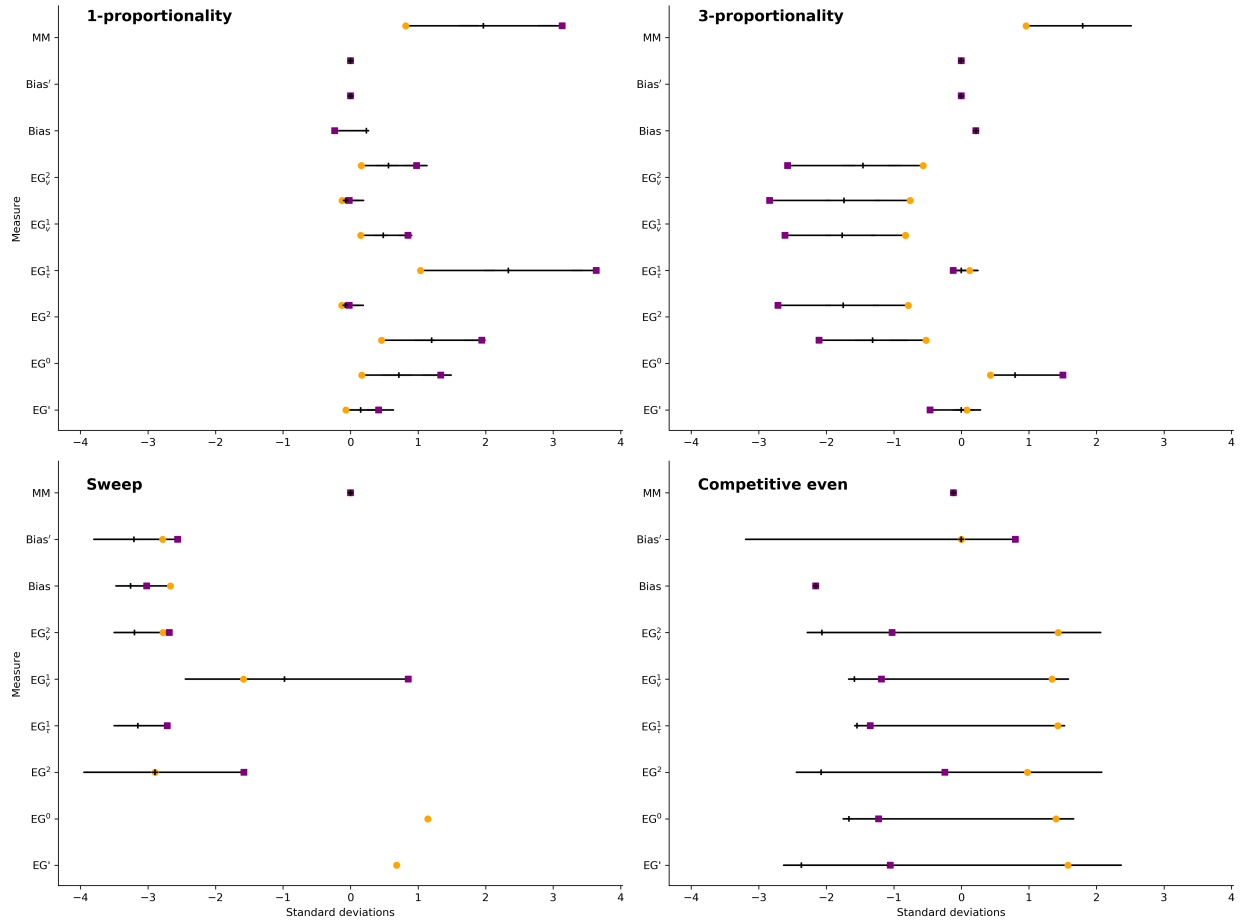 1-proportionality
3-proportionality
MM
Bias′
Bias
EG²ᵥ
EG¹ᵥ
EG¹τ
EG²
EG⁰
EG'
Measure
−4 −3 −2 −1 0 1 2 3 4
MM
Bias′
Bias
EG²ᵥ
EG¹ᵥ
EG¹τ
EG²
EG⁰
EG'
−4 −3 −2 −1 0 1 2 3 4
Sweep
Competitive even
MM
Bias′
Bias
EG²ᵥ
EG¹ᵥ
EG¹τ
EG²
EG⁰
EG'
Measure
−4 −3 −2 −1 0 1 2 3 4
Standard deviations
MM
Bias′
Bias
EG²ᵥ
EG¹ᵥ
EG¹τ
EG²
EG⁰
EG'
−4 −3 −2 −1 0 1 2 3 4
Standard deviations